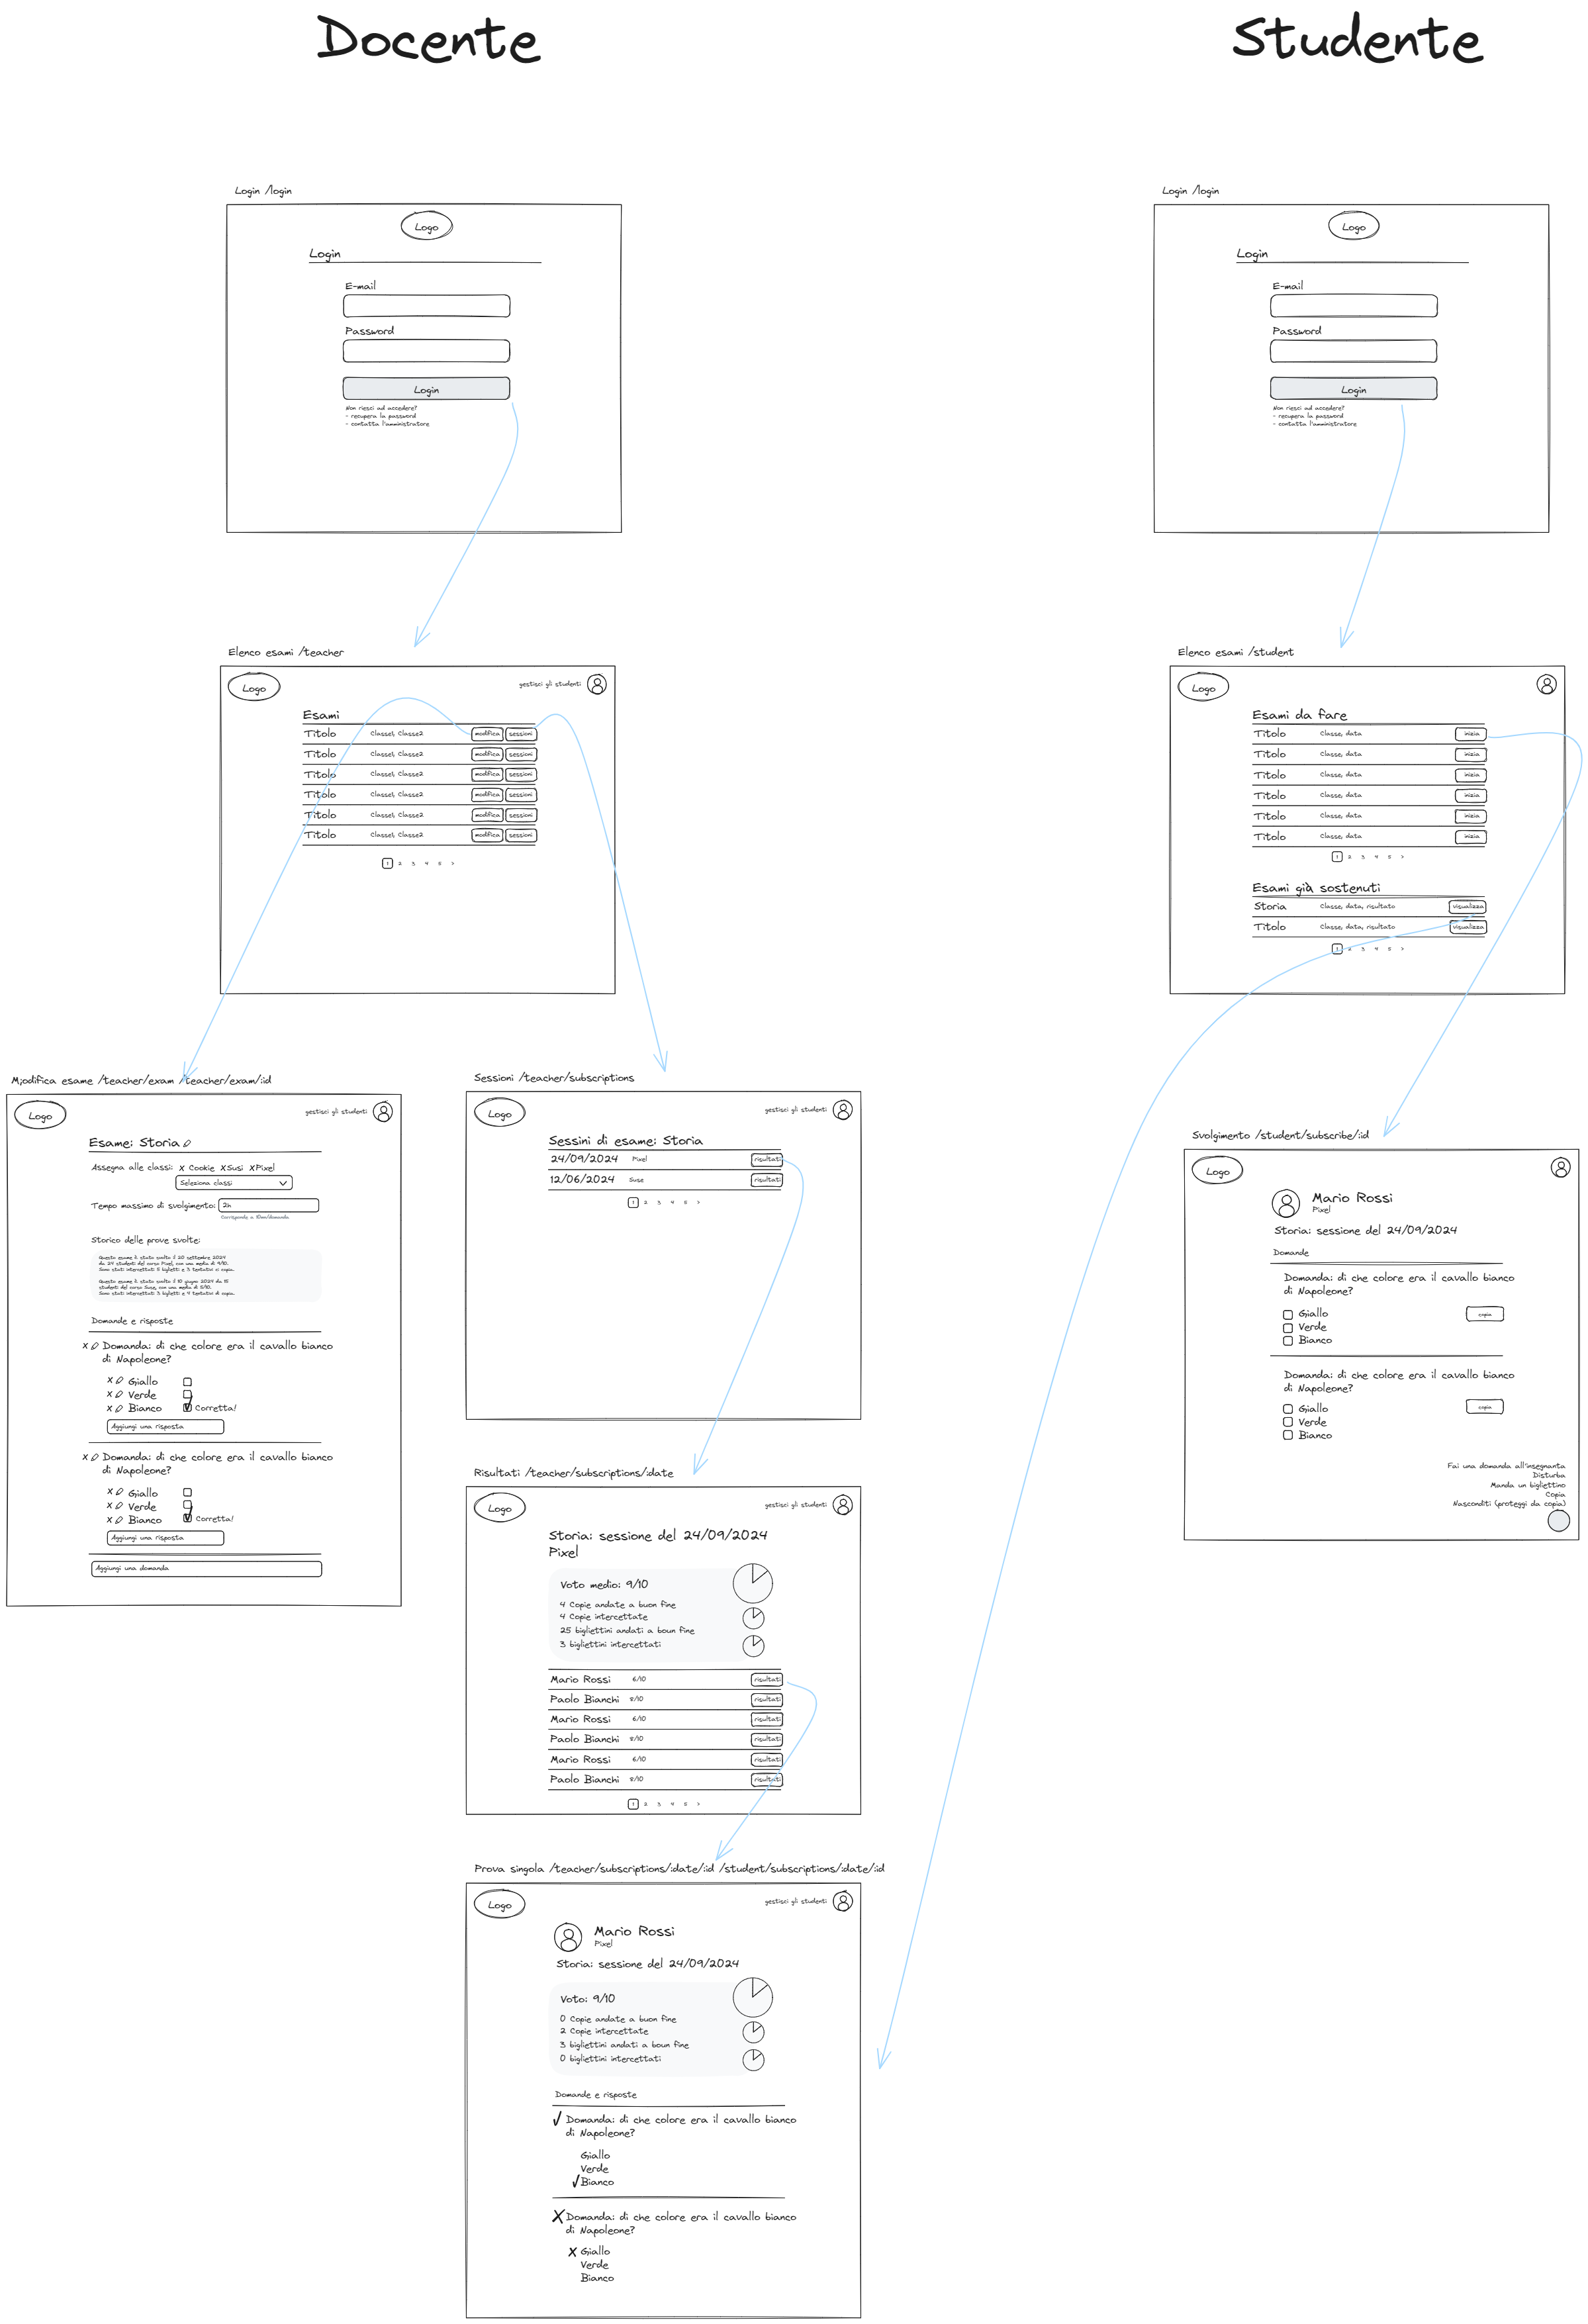 Docente
Studente
Login /login
Logo
Login
E-mail
Password
Login
Non riesci ad accedere?
- recupera la password
- contatta l'amministratore
Login /login
Logo
Login
E-mail
Password
Login
Non riesci ad accedere?
- recupera la password
- contatta l'amministratore
Elenco esami /teacher
Logo
gestisci gli studenti
Esami
Titolo Classe1, Classe2 modifica sessioni
Titolo Classe1, Classe2 modifica sessioni
Titolo Classe1, Classe2 modifica sessioni
Titolo Classe1, Classe2 modifica sessioni
Titolo Classe1, Classe2 modifica sessioni
Titolo Classe1, Classe2 modifica sessioni
1 2 3 4 5 >
Elenco esami /student
Logo
Esami da fare
Titolo Classe, data inizia
Titolo Classe, data inizia
Titolo Classe, data inizia
Titolo Classe, data inizia
Titolo Classe, data inizia
Titolo Classe, data inizia
1 2 3 4 5 >
Esami già sostenuti
Storia Classe, data, risultato visualizza
Titolo Classe, data, risultato visualizza
1 2 3 4 5 >
M;odifica esame /teacher/exam /teacher/exam/:id
Logo
gestisci gli studenti
Esame: Storia
Assegna alle classi: X Cookie XSusi XPixel
Seleziona classi
Tempo massimo di svolgimento: 2h
Corrisponde a 10m/domanda
Storico delle prove svolte:
Questo esame è stato svolto il 20 settembre 2024
da 24 studenti del corso Pixel, con una media di 9/10.
Sono stati intercettati 5 biglietti e 3 tentativi di copia.
Questo esame è stato svolto il 10 giugno 2024 da 15
studenti del corso Suse, con una media di 5/10.
Sono stati intercettati 3 biglietti e 4 tentativi di copia.
Domande e risposte
X Domanda: di che colore era il cavallo bianco
di Napoleone?
X Giallo
X Verde
X Bianco Corretta!
Aggiungi una risposta
X Domanda: di che colore era il cavallo bianco
di Napoleone?
X Giallo
X Verde
X Bianco Corretta!
Aggiungi una risposta
Aggiungi una domanda
Sessioni /teacher/subscriptions
Logo
gestisci gli studenti
Sessini di esame: Storia
24/09/2024 Pixel risultati
12/06/2024 Suse risultati
1 2 3 4 5 >
Svolgimento /student/subscribe/:id
Logo
Mario Rossi
Pixel
Storia: sessione del 24/09/2024
Domande
Domanda: di che colore era il cavallo bianco
di Napoleone?
Giallo
Verde
Bianco
copia
Domanda: di che colore era il cavallo bianco
di Napoleone?
Giallo
Verde
Bianco
copia
Fai una domanda all'insegnanta
Disturba
Manda un bigliettino
Copia
Nasconditi (proteggi da copia)
Risultati /teacher/subscriptions/:date
Logo
gestisci gli studenti
Storia: sessione del 24/09/2024
Pixel
Voto medio: 9/10
4 Copie andate a buon fine
4 Copie intercettate
25 bigliettini andati a boun fine
3 bigliettini intercettati
Mario Rossi 6/10 risultati
Paolo Bianchi 8/10 risultati
Mario Rossi 6/10 risultati
Paolo Bianchi 8/10 risultati
Mario Rossi 6/10 risultati
Paolo Bianchi 8/10 risultati
1 2 3 4 5 >
Prova singola /teacher/subscriptions/:date/:id /student/subscriptions/:date/:id
Logo
gestisci gli studenti
Mario Rossi
Pixel
Storia: sessione del 24/09/2024
Voto: 9/10
0 Copie andate a buon fine
2 Copie intercettate
3 bigliettini andati a boun fine
0 bigliettini intercettati
Domande e risposte
Domanda: di che colore era il cavallo bianco
di Napoleone?
Giallo
Verde
Bianco
X Domanda: di che colore era il cavallo bianco
di Napoleone?
X Giallo
Verde
Bianco